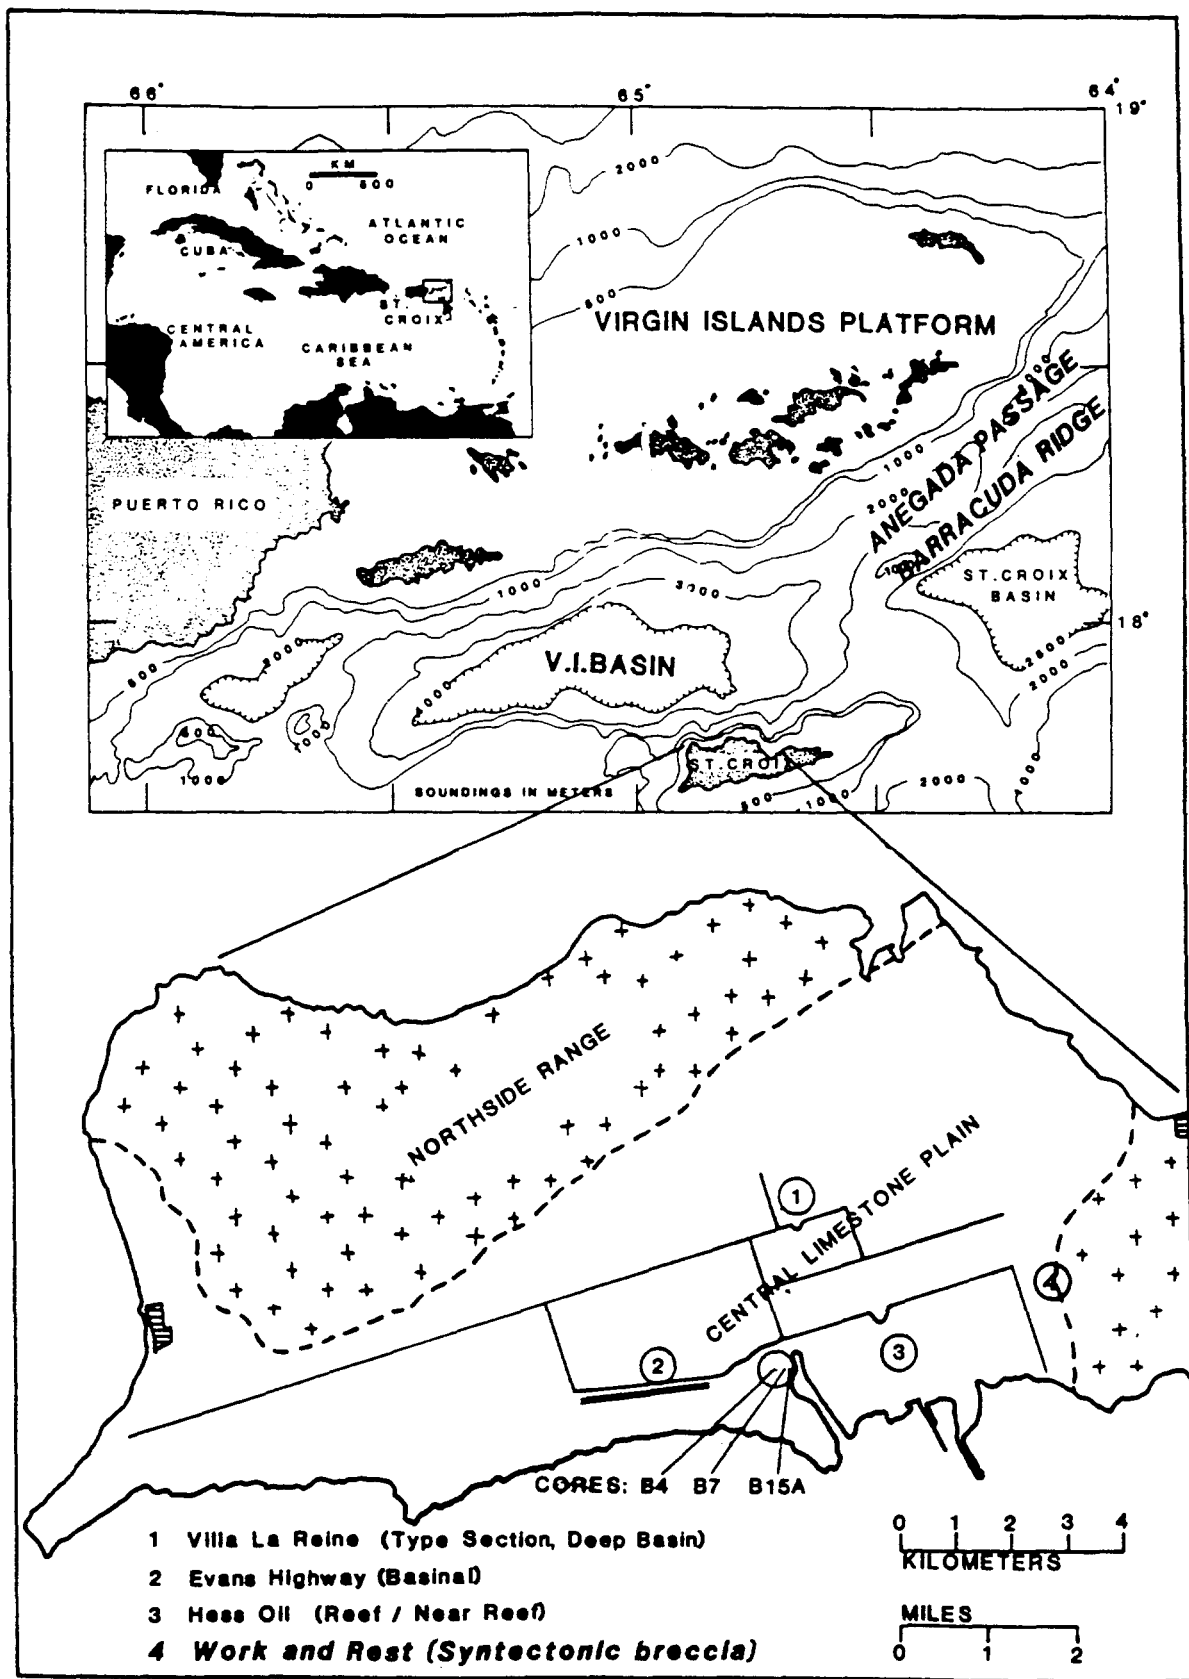 66°
65°
64°
19°
KM
0 600
FLORIDA
ATLANTIC
OCEAN
CUBA
ST.
CROIX
CENTRAL
AMERICA
CARIBBEAN
SEA
2000
1000
500
VIRGIN ISLANDS PLATFORM
1000
2000
ANEGADA PASSAGE
BARRACUDA RIDGE
PUERTO RICO
1000
ST. CROIX
BASIN
18°
1000
3000
500
2000
V.I.BASIN
4000
2500
2000
1000
1000
ST. CROIX
SOUNDINGS IN METERS
500
1000
2000
1000
NORTHSIDE RANGE
CENTRAL LIMESTONE PLAIN
1
2
3
4
CORES: B4 B7 B15A
1 Villa La Reine (Type Section, Deep Basin)
2 Evans Highway (Basinal)
3 Hess Oil (Reef / Near Reef)
4 Work and Rest (Syntectonic breccia)
0 1 2 3 4
KILOMETERS
MILES
0 1 2